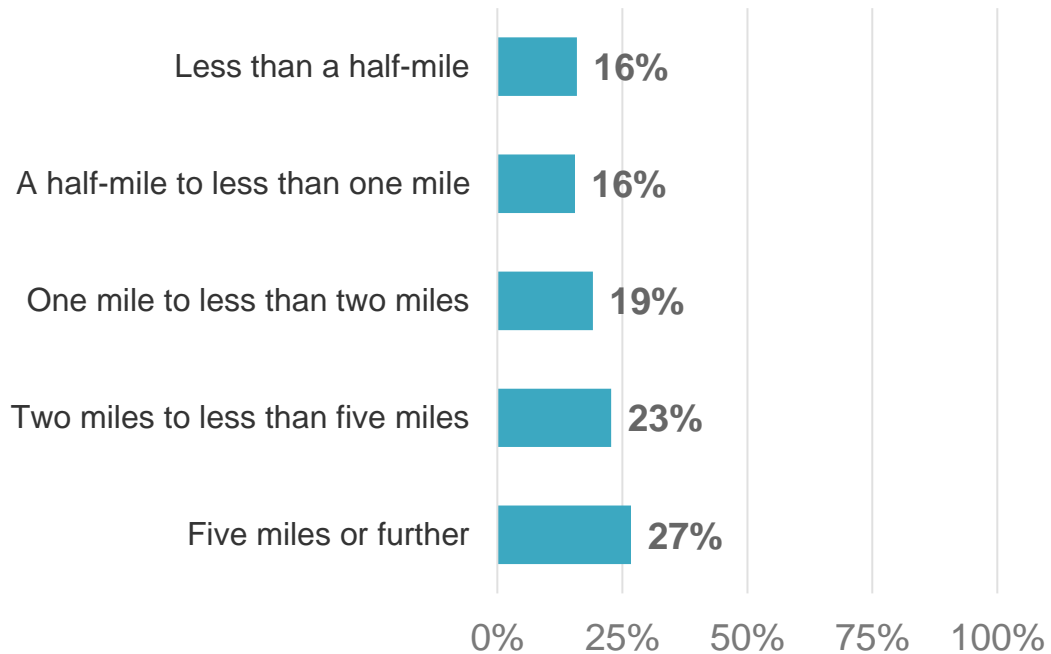 Less than a half-mile 16%
A half-mile to less than one mile 16%
One mile to less than two miles 19%
Two miles to less than five miles 23%
Five miles or further 27%
0% 25% 50% 75% 100%